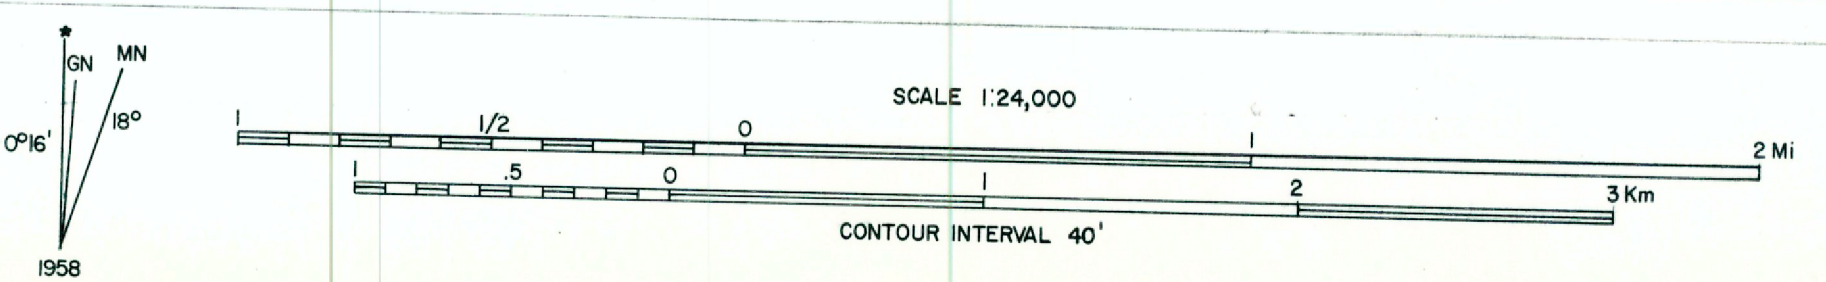 ★
GN MN
0°16' 18°
1958
SCALE 1:24,000
1 1/2 0 1 2 Mi
1 .5 0 1 2 3 Km
CONTOUR INTERVAL 40'